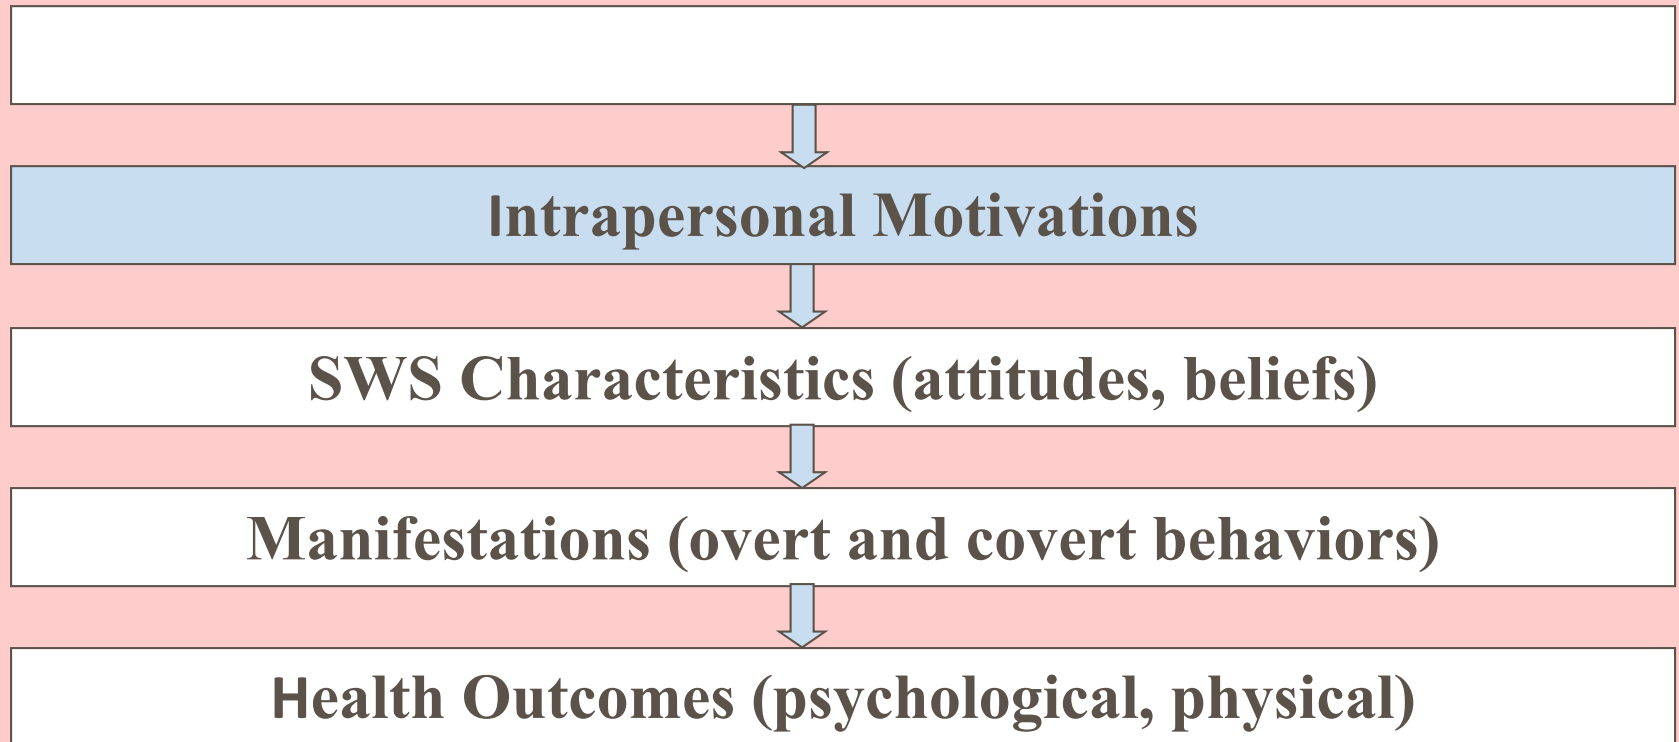 Intrapersonal Motivations
SWS Characteristics (attitudes, beliefs)
Manifestations (overt and covert behaviors)
Health Outcomes (psychological, physical)